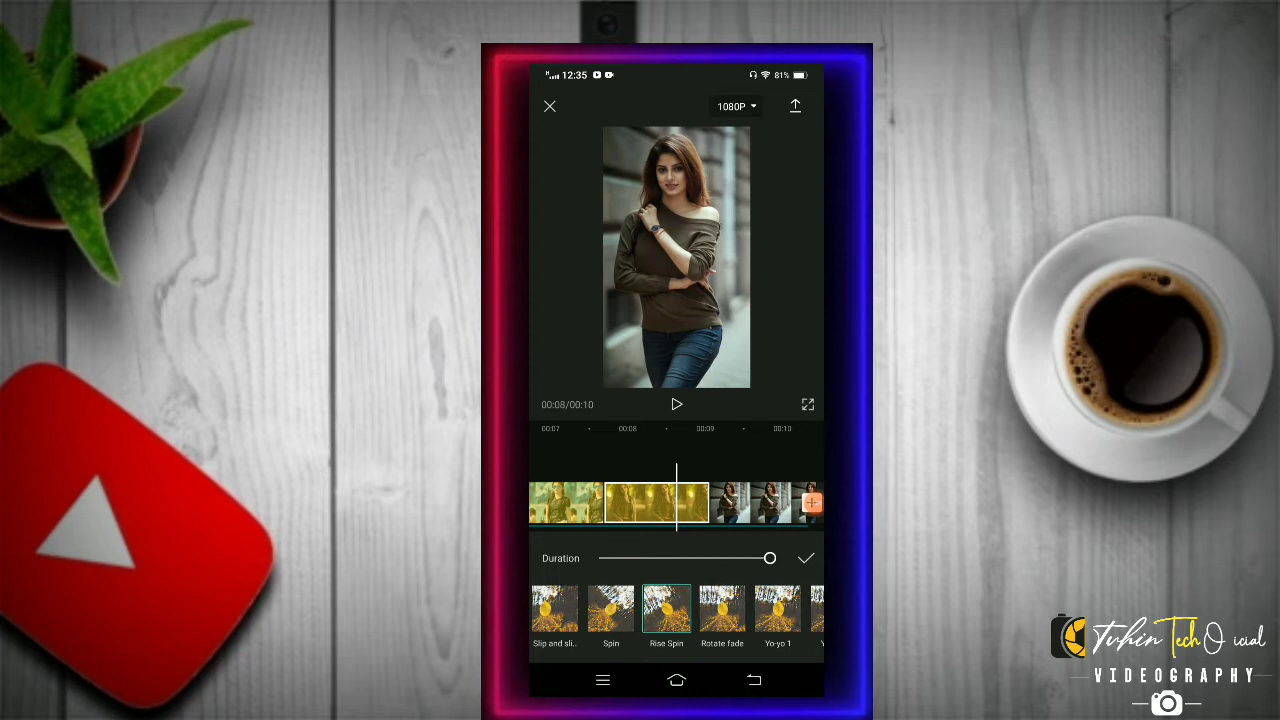 12:35
81%
1080P
00:08/00:10
00:07
00:08
00:09
00:10
Duration
Slip and sli...
Spin
Rise Spin
Rotate fade
Yo-yo 1
Tuhin Tech O icial
VIDEOGRAPHY